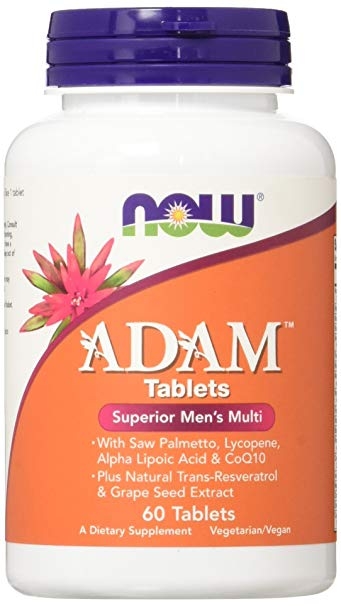 NOW®
ADAM™
Tablets
Superior Men's Multi
• With Saw Palmetto, Lycopene,
Alpha Lipoic Acid & CoQ10
• Plus Natural Trans-Resveratrol
& Grape Seed Extract
60 Tablets
A Dietary Supplement Vegetarian/Vegan